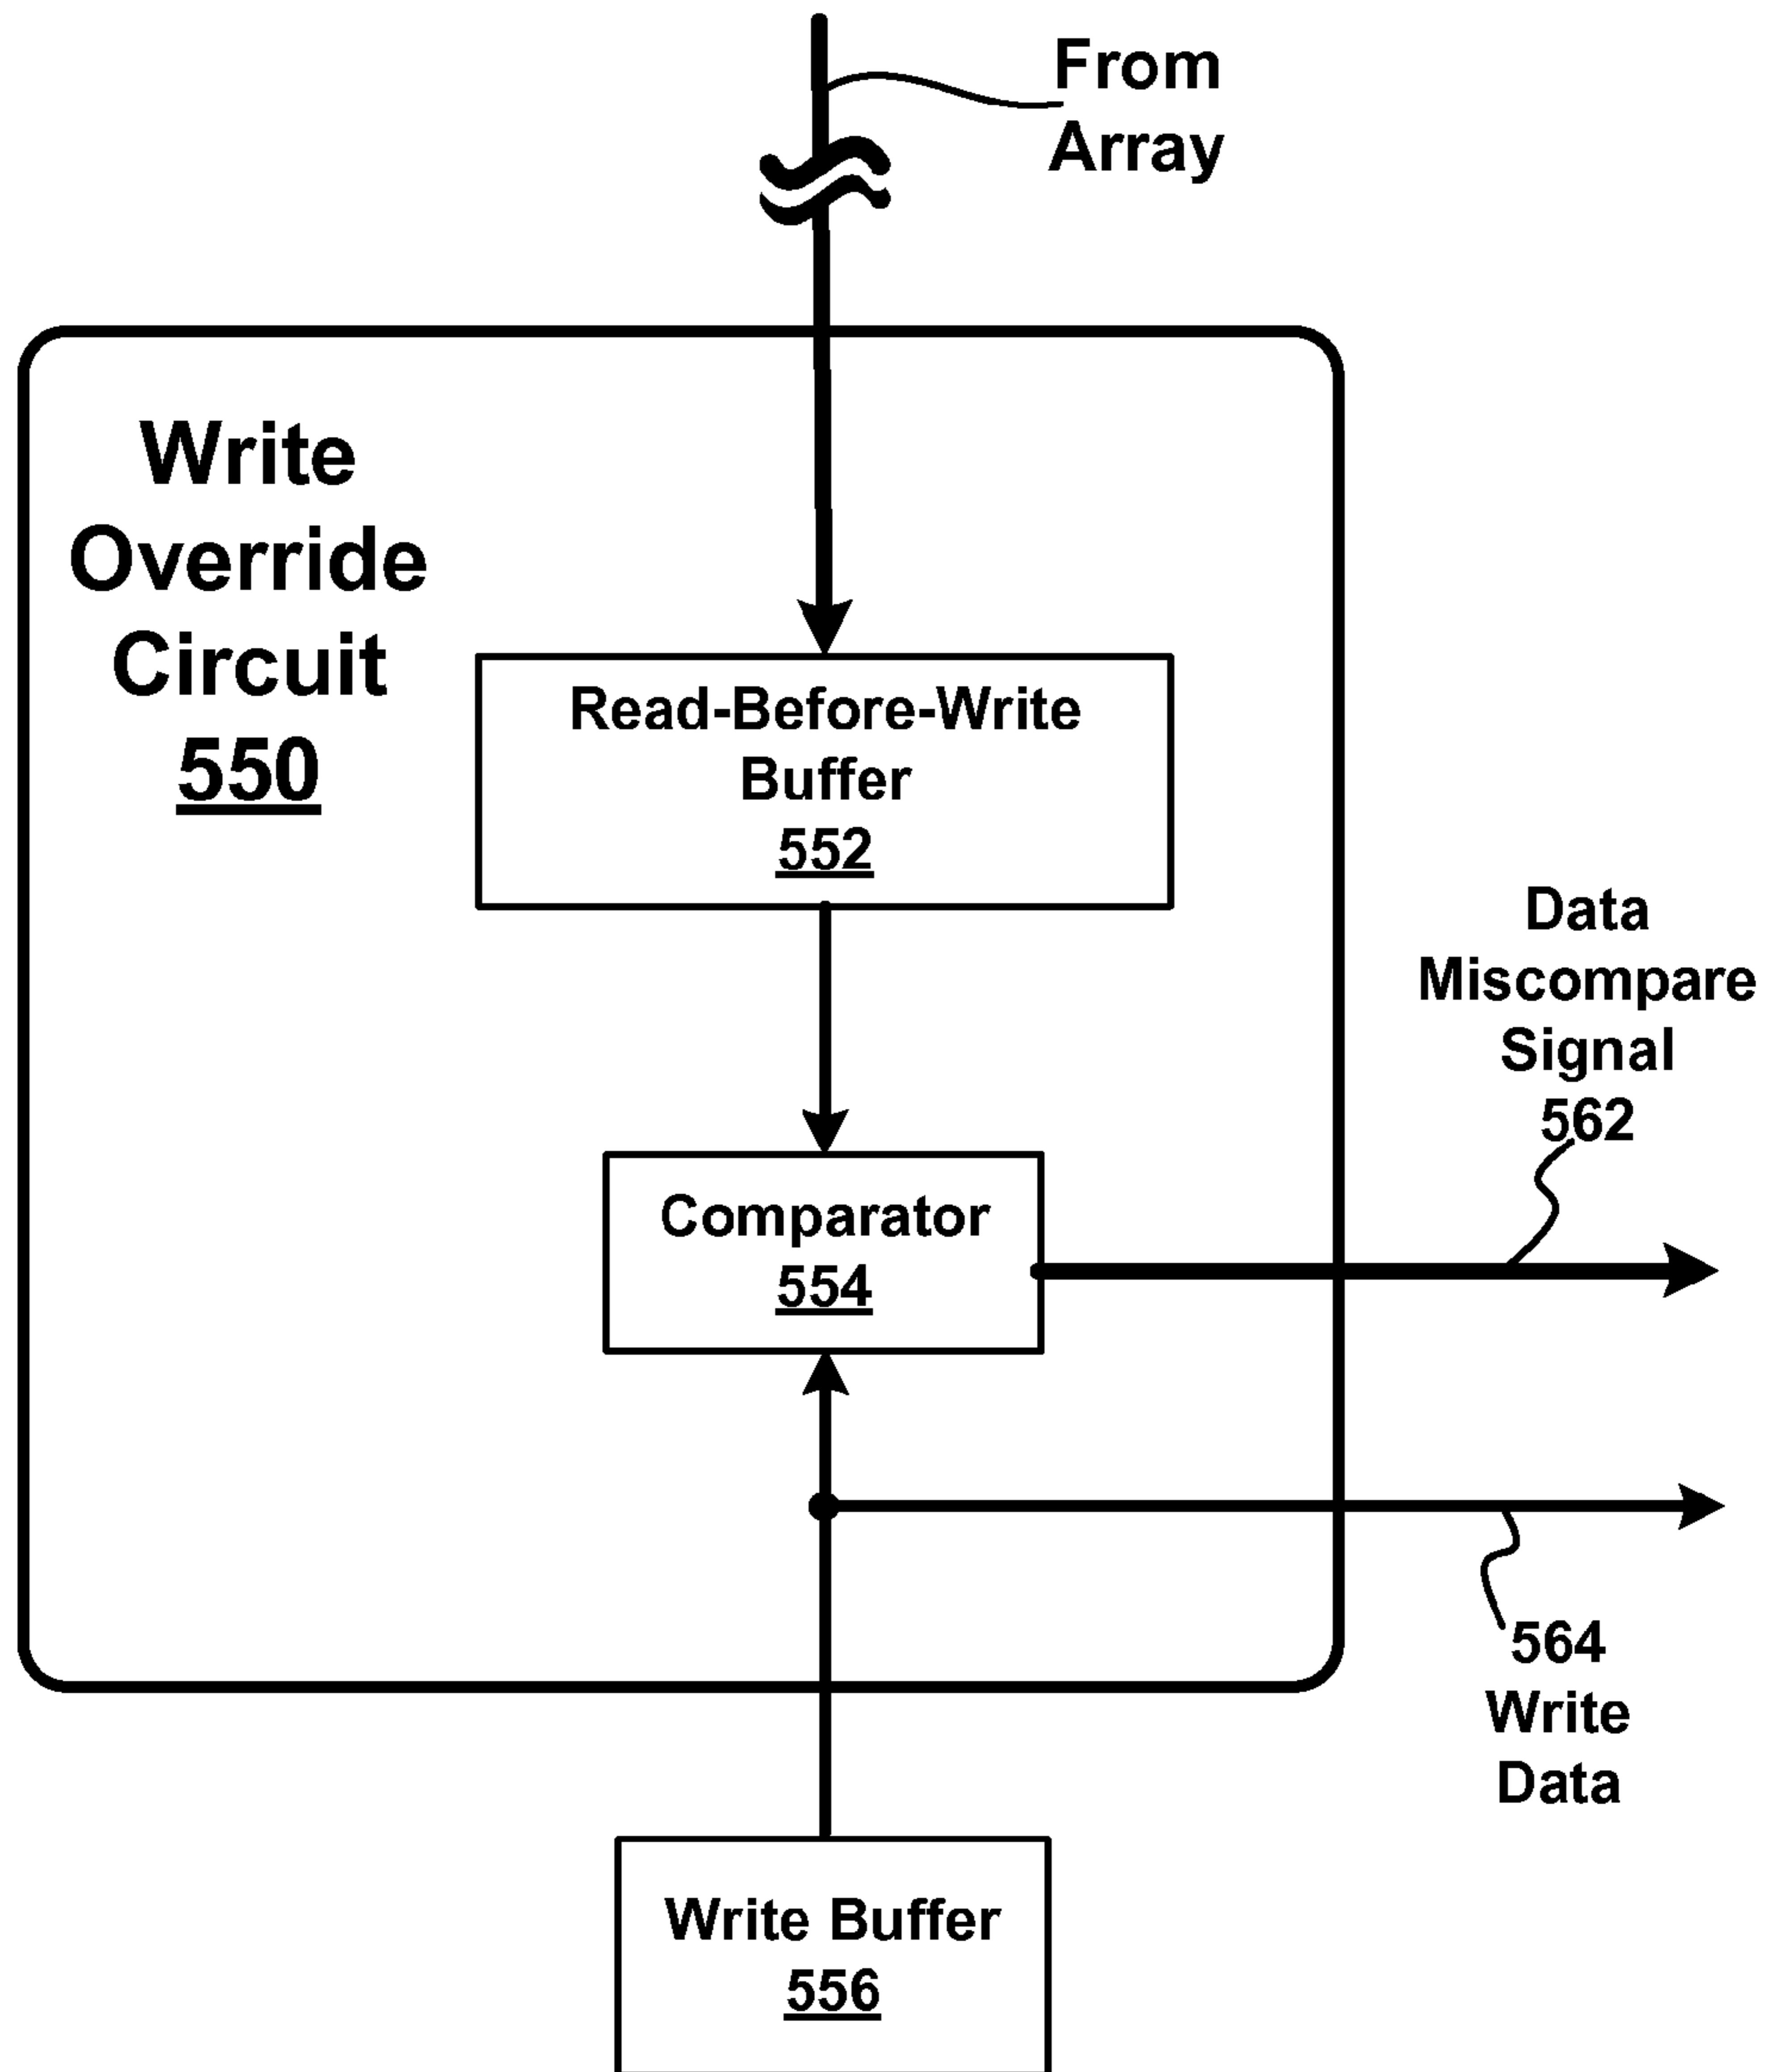 From
Array
Write
Override
Circuit
550
Read-Before-Write
Buffer
552
Data
Miscompare
Signal
562
Comparator
554
564
Write
Data
Write Buffer
556